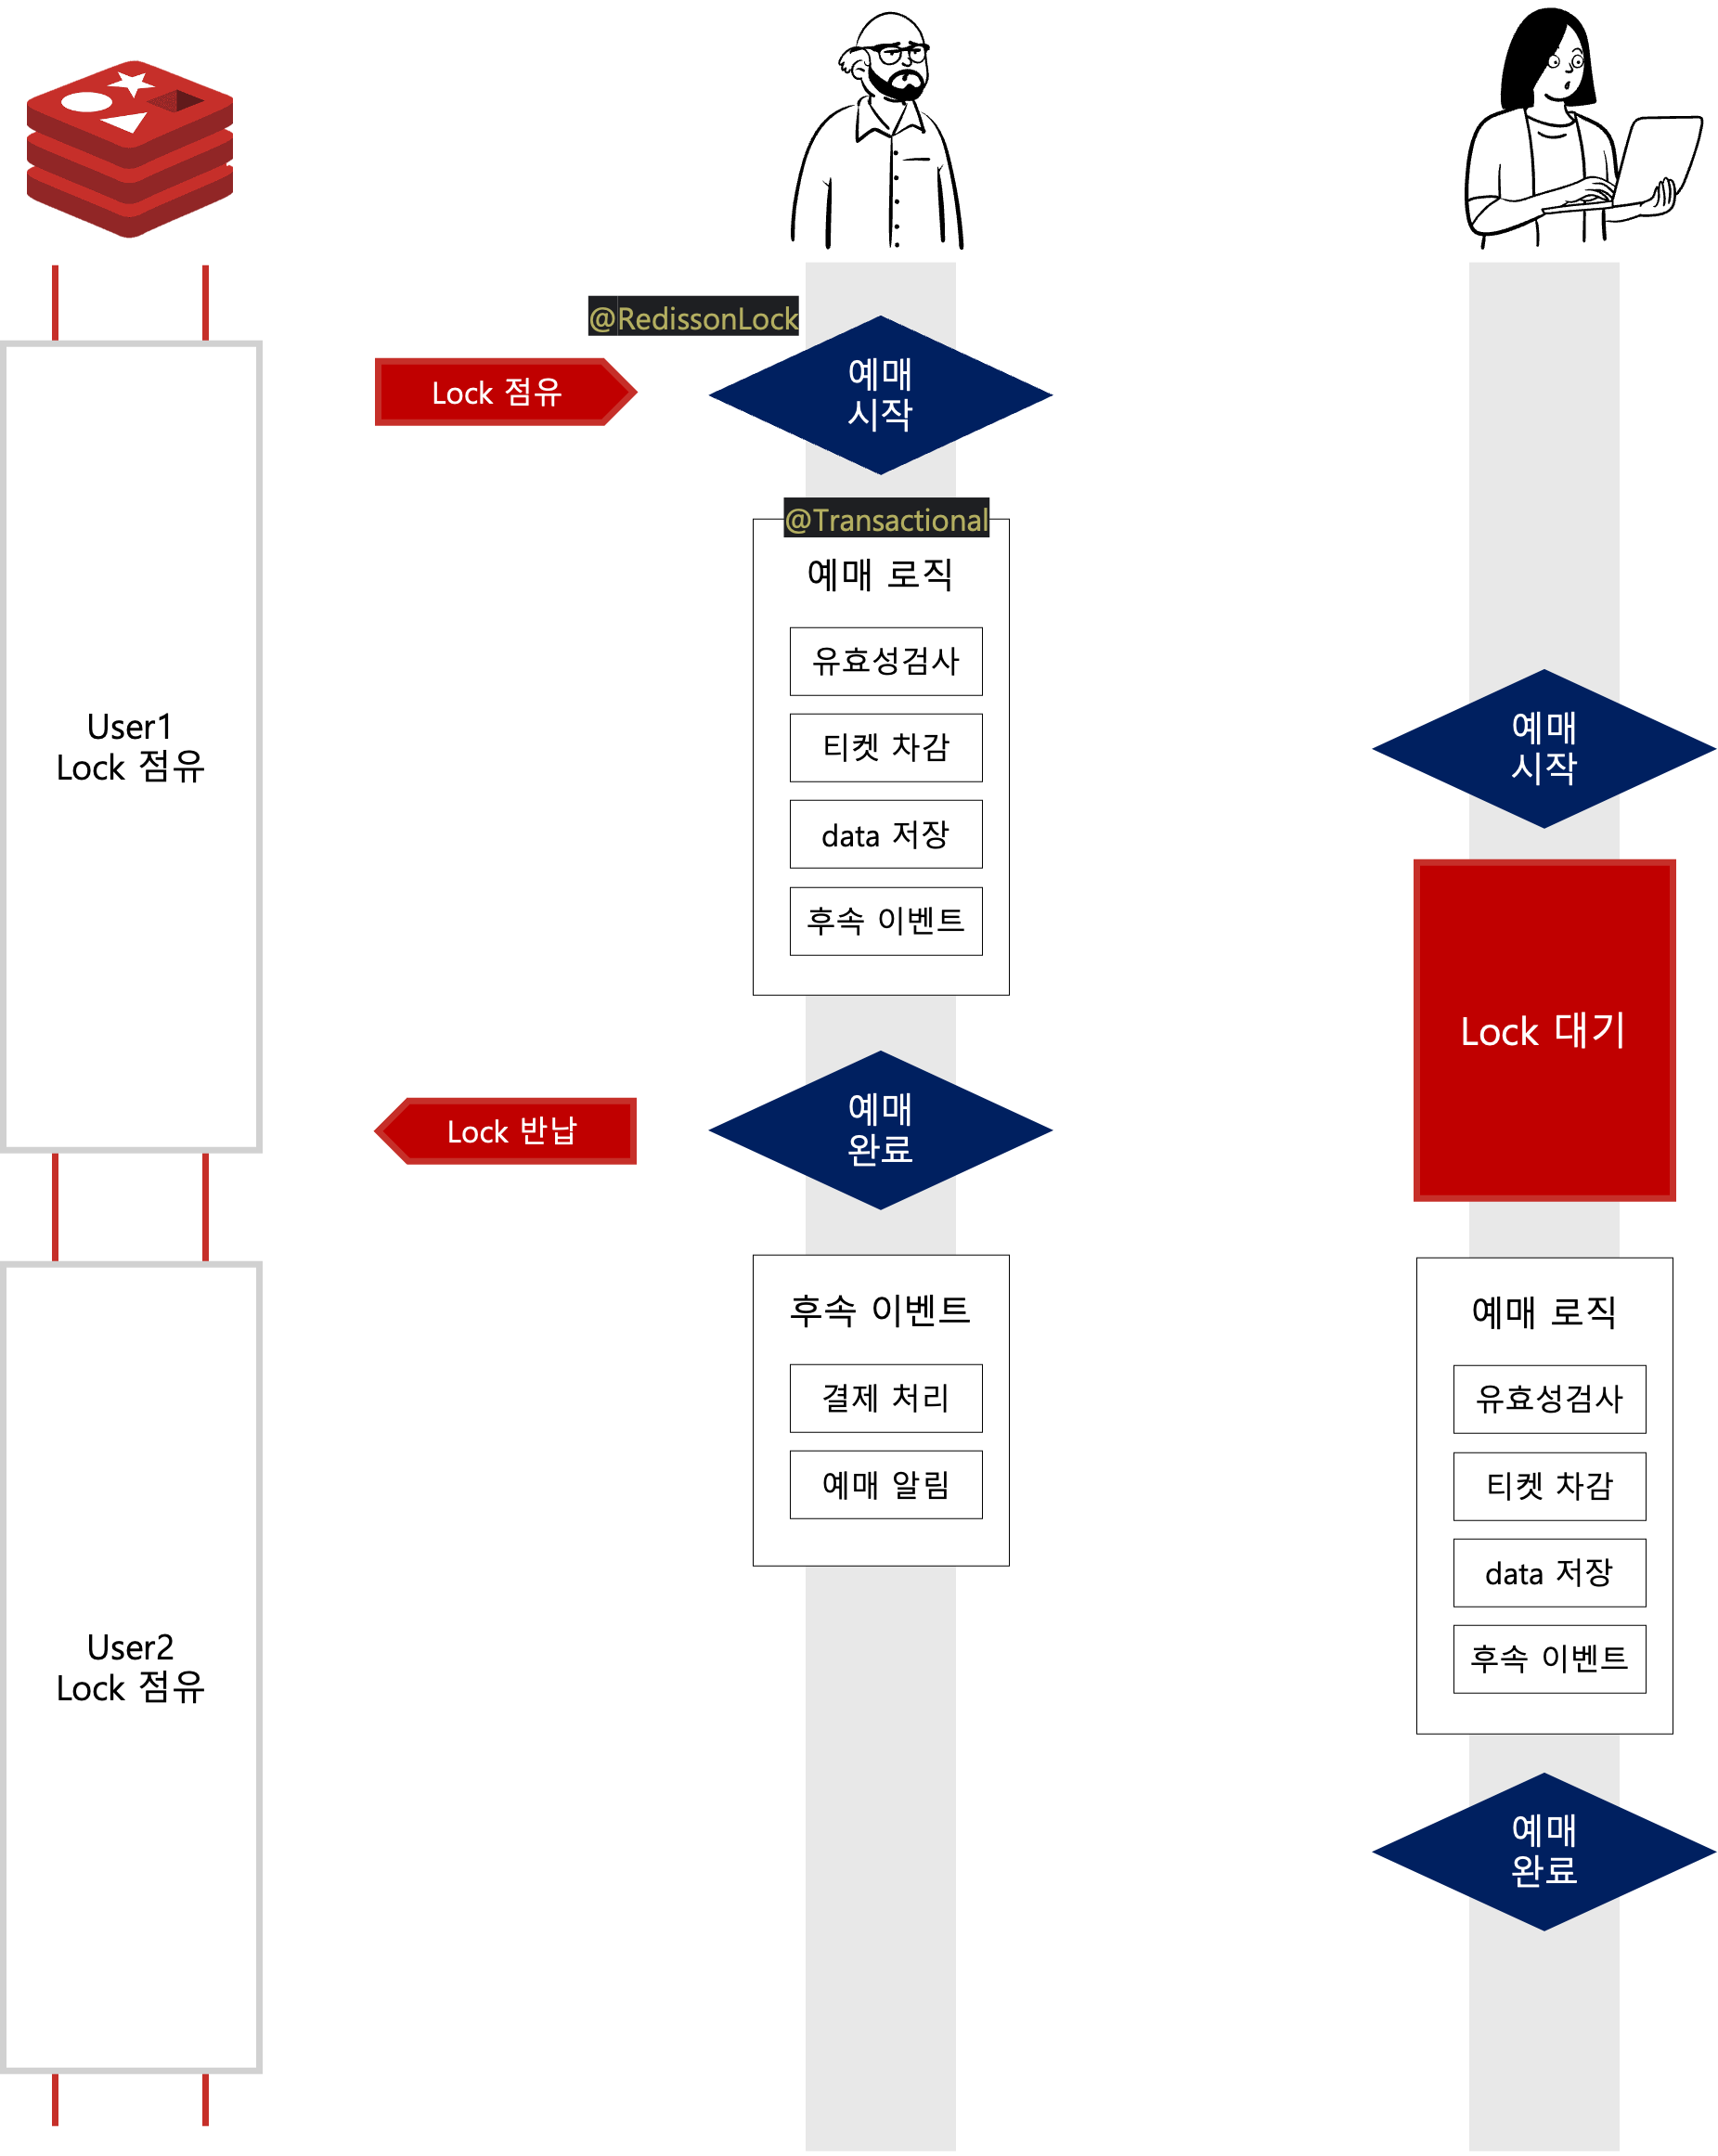 @RedissonLock
Lock 점유
예매
시작
@Transactional
예매 로직
유효성검사
티켓 차감
data 저장
후속 이벤트
User1
Lock 점유
예매
시작
Lock 대기
Lock 반납
예매
완료
후속 이벤트
결제 처리
예매 알림
예매 로직
유효성검사
티켓 차감
data 저장
후속 이벤트
User2
Lock 점유
예매
완료